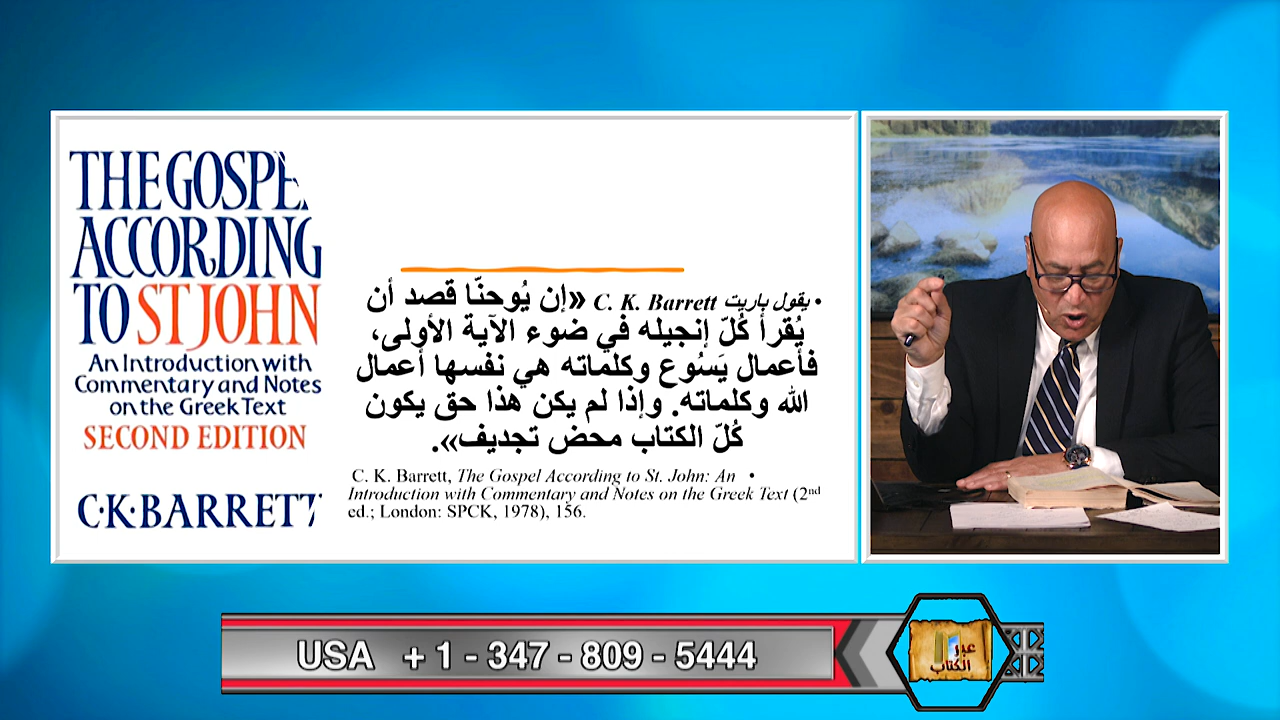 THE GOSPE
ACCORDING
TO ST JOHN
An Introduction with
Commentary and Notes
on the Greek Text
SECOND EDITION
C·K·BARRETT
• يقول باريت C. K. Barrett «إن يُوحنّا قصد أن
يُقرأ كُلّ إنجيله في ضوء الآية الأولى،
فأعمال يَسُوع وكلماته هي نفسها أعمال
الله وكلماته. وإذا لم يكن هذا حق يكون
كُلّ الكتاب محض تجديف».
• C. K. Barrett, The Gospel According to St. John: An
Introduction with Commentary and Notes on the Greek Text (2nd
ed.; London: SPCK, 1978), 156.
USA + 1 - 347 - 809 - 5444
عبر
الكتاب